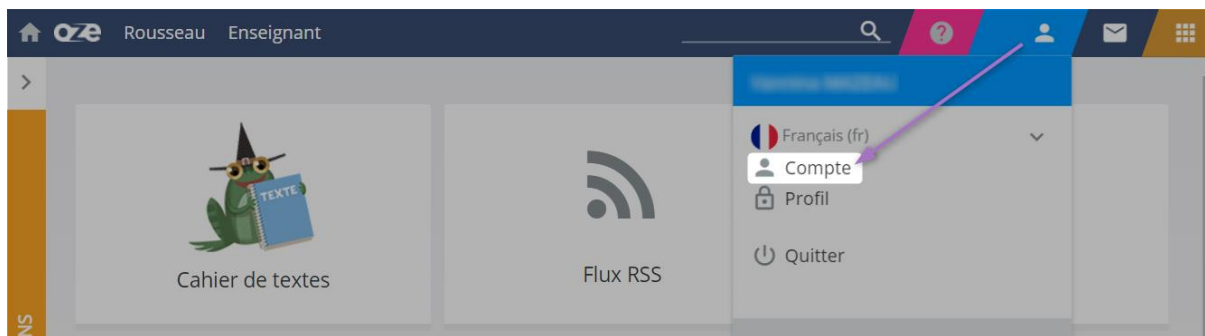 oze Rousseau Enseignant
Français (fr)
Compte
Profil
Quitter
TEXTE
Cahier de textes
Flux RSS
NS